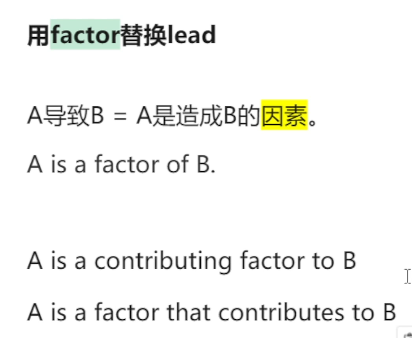 用factor替换lead
A导致B = A是造成B的因素。
A is a factor of B.
A is a contributing factor to B
A is a factor that contributes to B